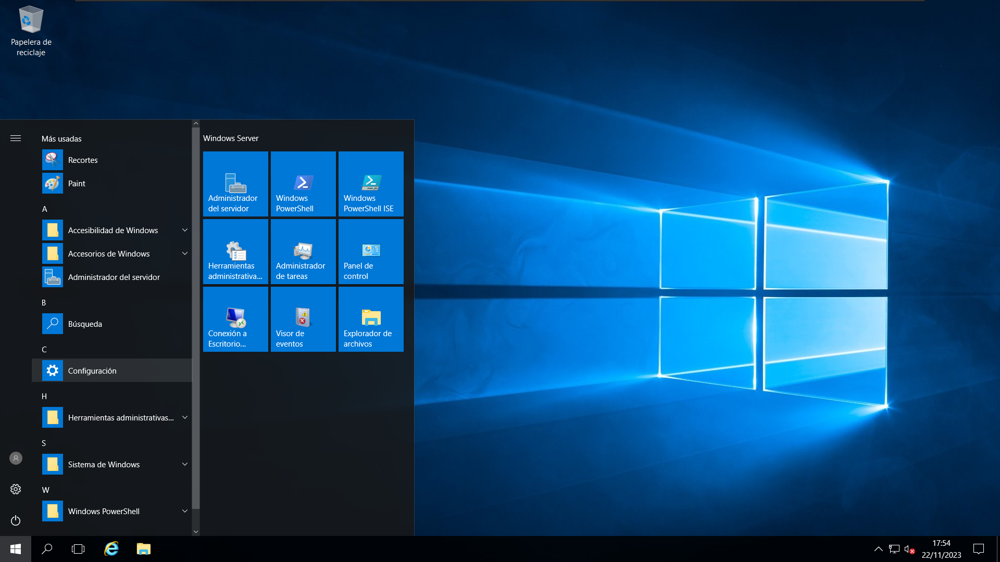 Papelera de
reciclaje
Más usadas
Recortes
Paint
A
Accesibilidad de Windows
Accesorios de Windows
Administrador del servidor
B
Búsqueda
C
Configuración
H
Herramientas administrativas...
S
Sistema de Windows
W
Windows PowerShell
Windows Server
Administrador
del servidor
Windows
PowerShell
Windows
PowerShell ISE
Herramientas
administrativa...
Administrador
de tareas
Panel de
control
Conexión a
Escritorio...
Visor de
eventos
Explorador de
archivos
17:54
22/11/2023